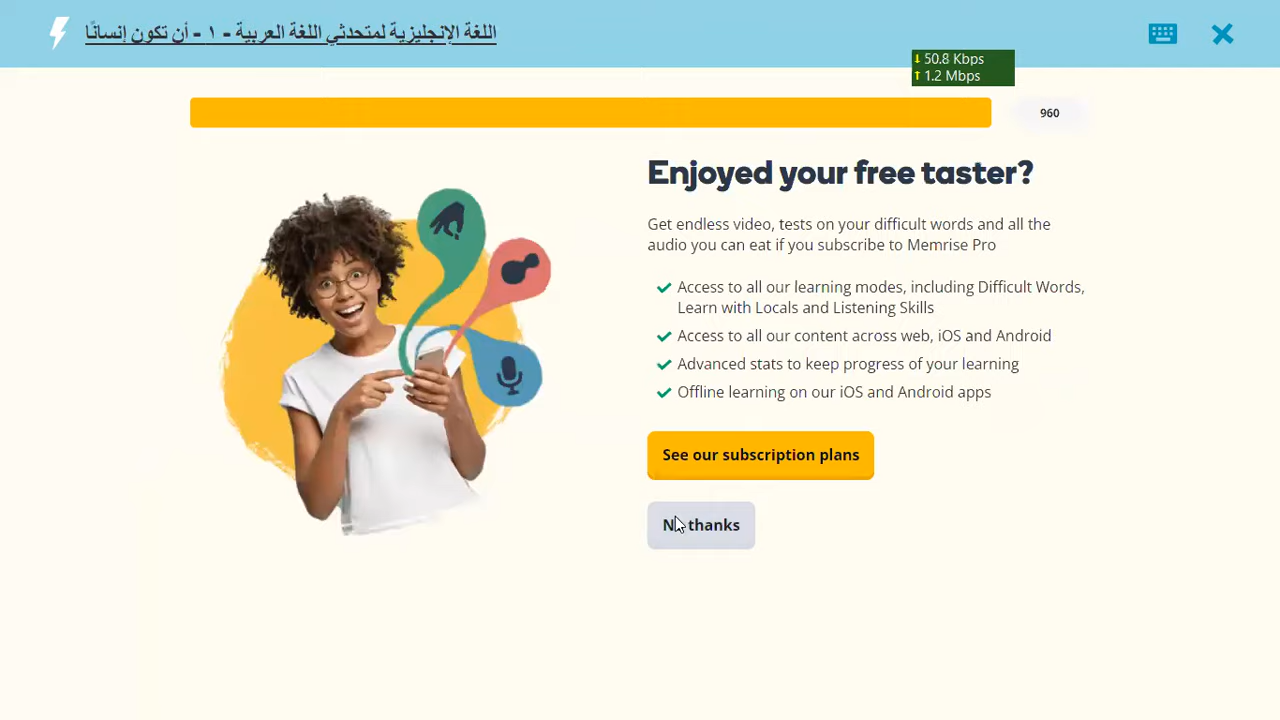 اللغة الإنجليزية لمتحدثي اللغة العربية - ١ - أن تكون إنسانًا
↓ 50.8 Kbps
↑ 1.2 Mbps
960
Enjoyed your free taster?
Get endless video, tests on your difficult words and all the
audio you can eat if you subscribe to Memrise Pro
Access to all our learning modes, including Difficult Words,
Learn with Locals and Listening Skills
Access to all our content across web, iOS and Android
Advanced stats to keep progress of your learning
Offline learning on our iOS and Android apps
See our subscription plans
No thanks